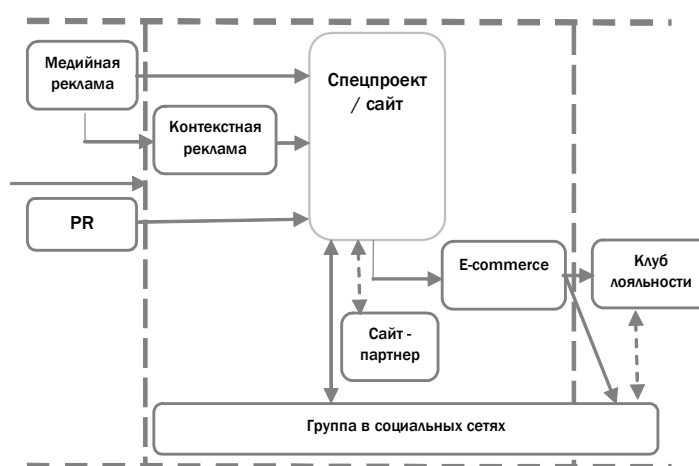 Медийная
реклама
Спецпроект
/ сайт
Контекстная
реклама
PR
E-commerce
Клуб
лояльности
Сайт -
партнер
Группа в социальных сетях